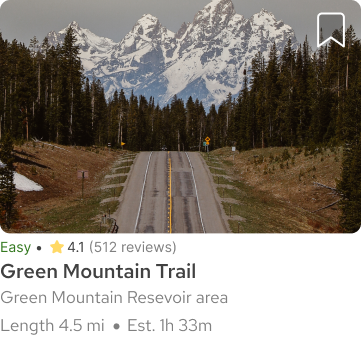 Easy • ⭐ 4.1 (512 reviews)
Green Mountain Trail
Green Mountain Resevoir area
Length 4.5 mi • Est. 1h 33m